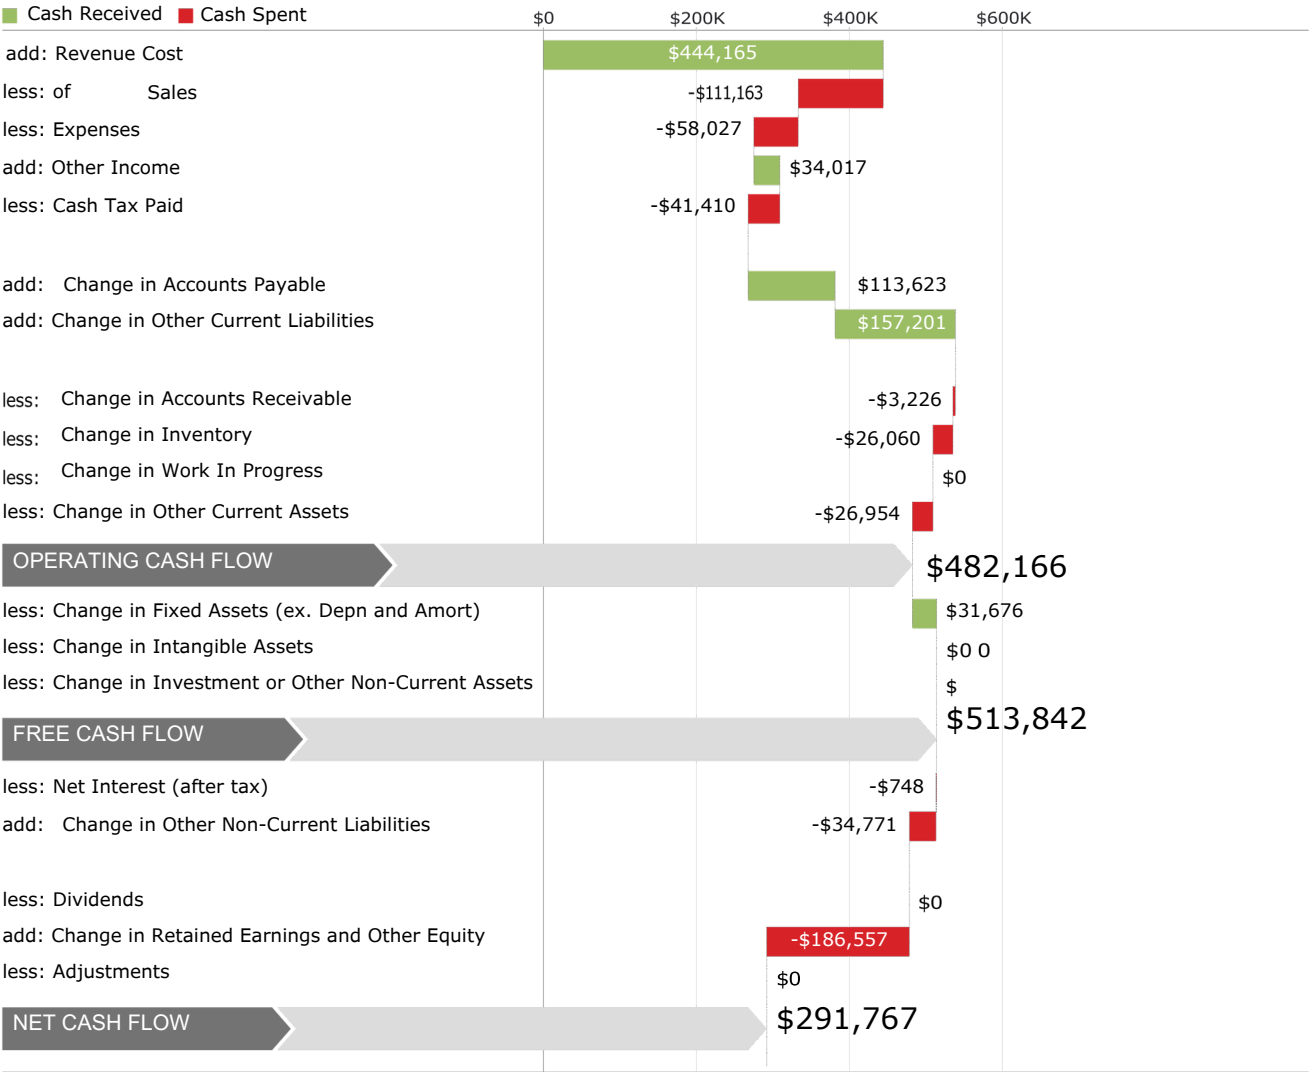 Cash Received Cash Spent $0 $200K $400K $600K
add: Revenue Cost $444,165
less: of Sales -$111,163
less: Expenses -$58,027
add: Other Income $34,017
less: Cash Tax Paid -$41,410
add: Change in Accounts Payable $113,623
add: Change in Other Current Liabilities $157,201
less: Change in Accounts Receivable -$3,226
less: Change in Inventory -$26,060
less: Change in Work In Progress $0
less: Change in Other Current Assets -$26,954
OPERATING CASH FLOW $482,166
less: Change in Fixed Assets (ex. Depn and Amort) $31,676
less: Change in Intangible Assets $0 0
less: Change in Investment or Other Non-Current Assets $
FREE CASH FLOW $513,842
less: Net Interest (after tax) -$748
add: Change in Other Non-Current Liabilities -$34,771
less: Dividends $0
add: Change in Retained Earnings and Other Equity -$186,557
less: Adjustments $0
NET CASH FLOW $291,767